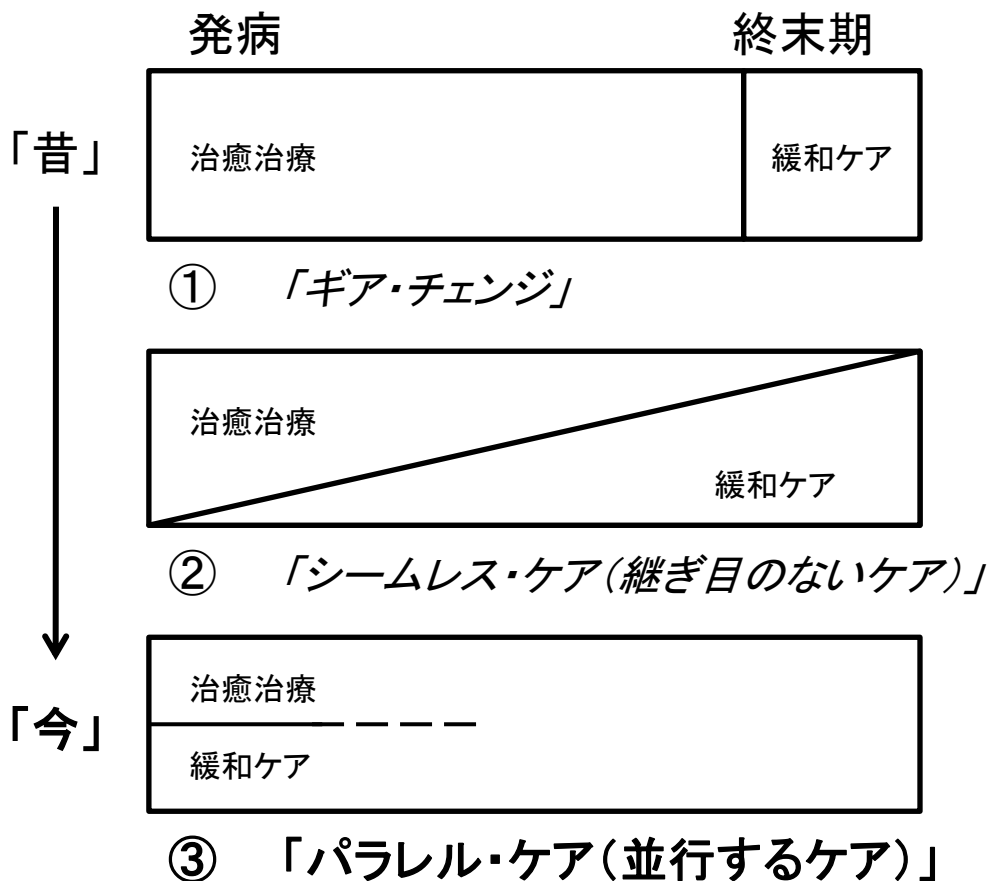 発病 終末期
「昔」 治癒治療 緩和ケア
① 「ギア・チェンジ」
治癒治療
緩和ケア
② 「シームレス・ケア(継ぎ目のないケア)」
治癒治療
「今」
緩和ケア
③ 「パラレル・ケア(並行するケア)」